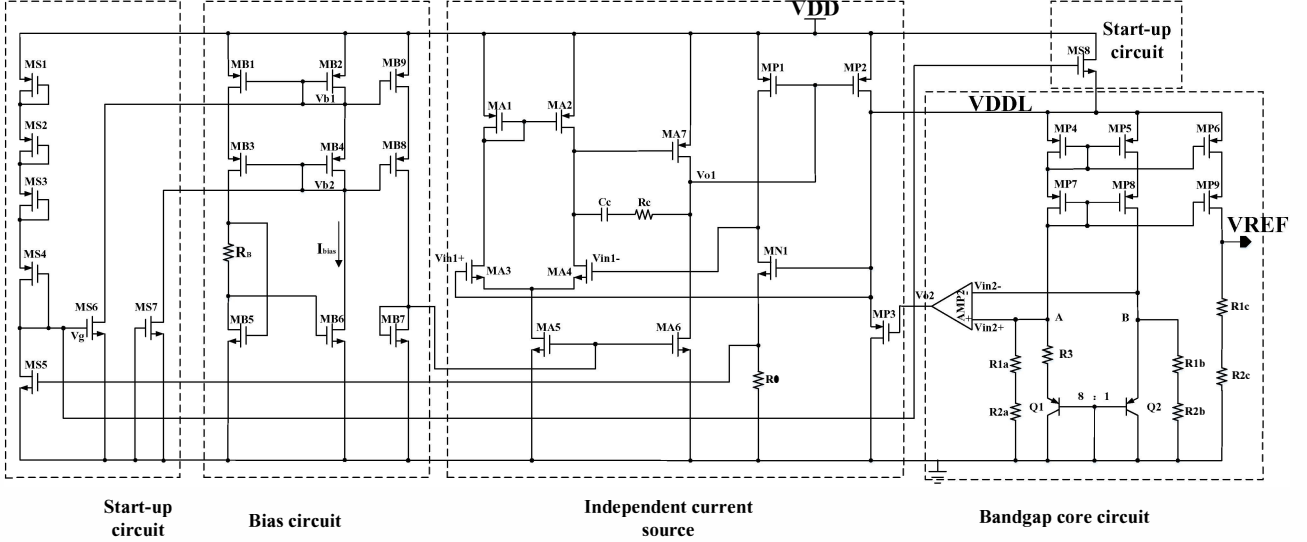 VDD
Start-up
circuit
MS8
MS1
MB1
MB2
MB9
MP1
MP2
Vb1
VDDL
MS2
MA1
MA2
MA7
MP4
MP5
MP6
MB3
MB4
MB8
Vo1
MS3
Vb2
MP7
MP8
MP9
Cc
Rc
VREF
RB
Ibias
MS4
Vin1+
MA3
MA4
Vin1-
MN1
Vo2
AMP2
-
+
Vin2-
Vin2+
A
B
R1c
MS6
MS7
Vg
MB5
MB6
MB7
MA5
MA6
MP3
MS5
R0
R1a
R3
R1b
R2c
R2a
Q1
8 : 1
Q2
R2b
Start-up
circuit
Bias circuit
Independent current
source
Bandgap core circuit